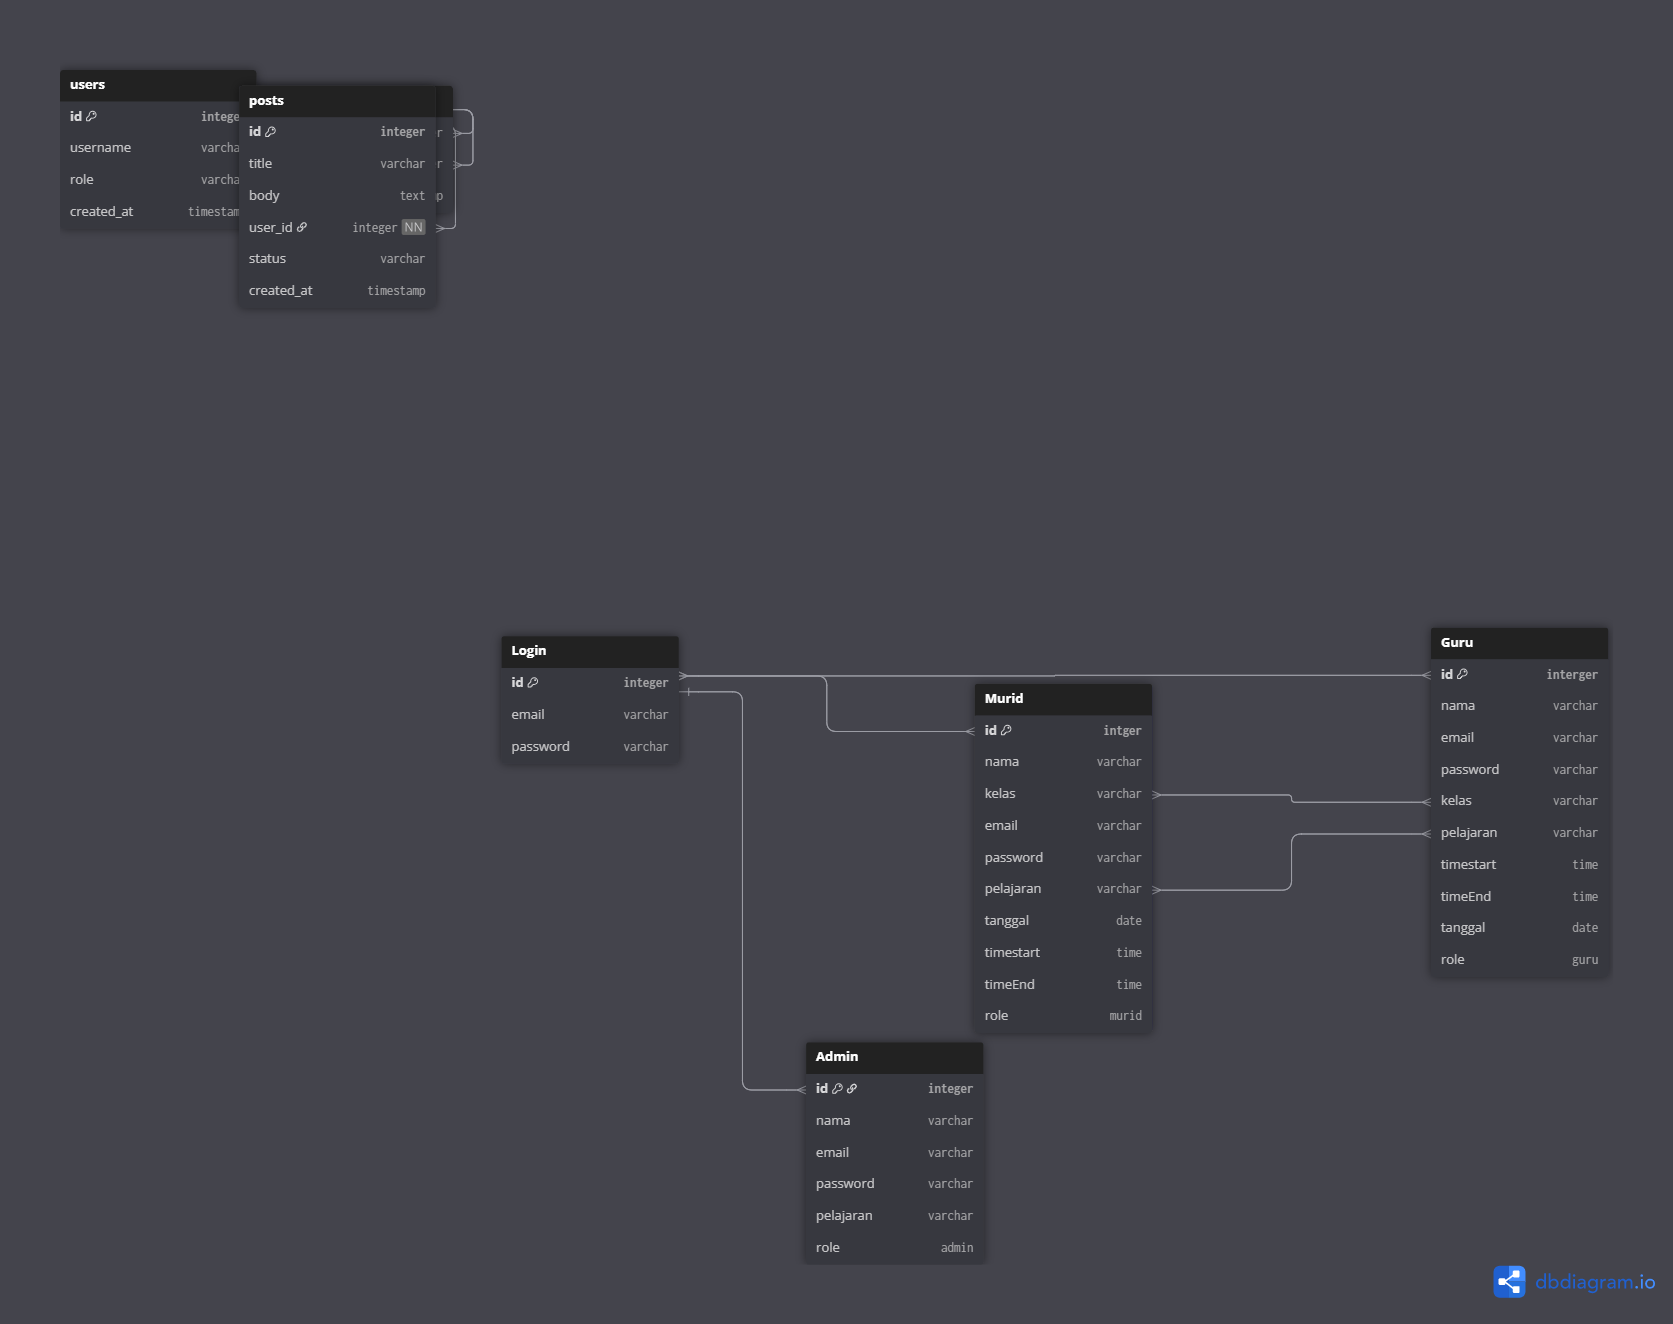 users
id integer
username varchar
role varchar
created_at timestamp
posts
id integer
title varchar
body text
user_id integer NN
status varchar
created_at timestamp
r
r
p
Login
id integer
email varchar
password varchar
Murid
id intger
nama varchar
kelas varchar
email varchar
password varchar
pelajaran varchar
tanggal date
timestart time
timeEnd time
role murid
Guru
id interger
nama varchar
email varchar
password varchar
kelas varchar
pelajaran varchar
timestart time
timeEnd time
tanggal date
role guru
Admin
id integer
nama varchar
email varchar
password varchar
pelajaran varchar
role admin
dbdiagram.io